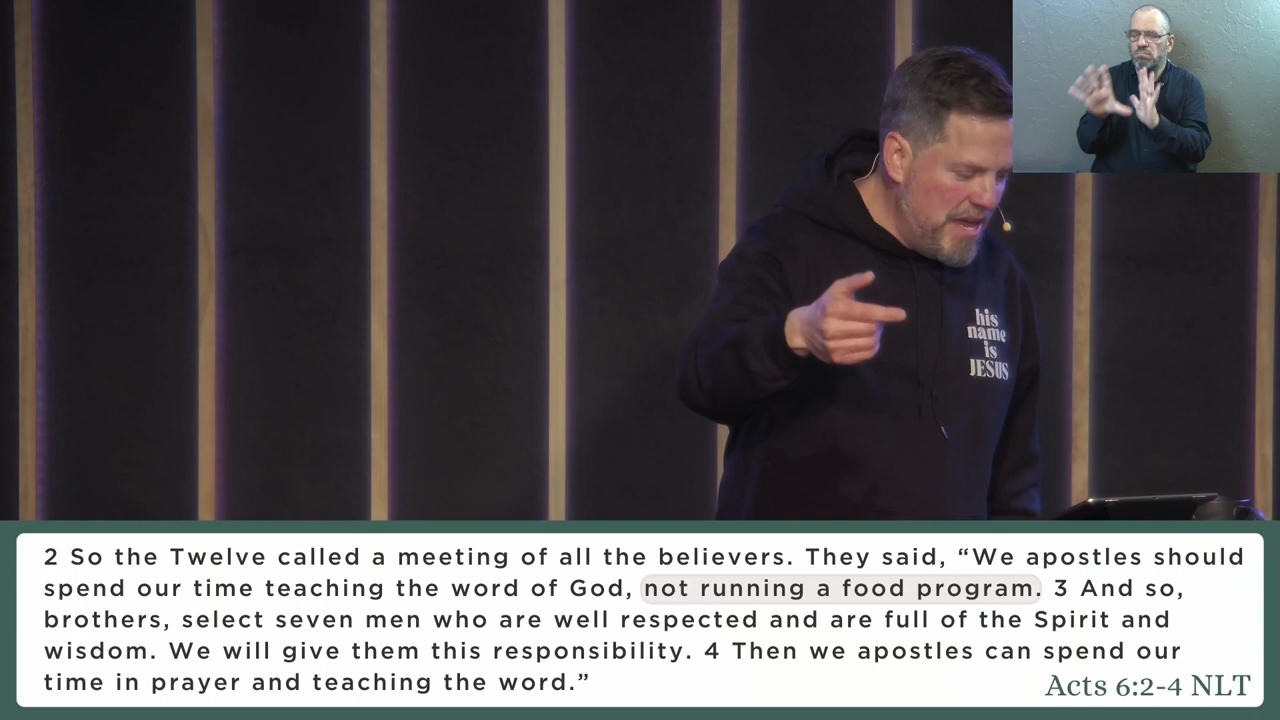 his
name
is
JESUS
2 So the Twelve called a meeting of all the believers. They said, “We apostles should
spend our time teaching the word of God, not running a food program. 3 And so,
brothers, select seven men who are well respected and are full of the Spirit and
wisdom. We will give them this responsibility. 4 Then we apostles can spend our
time in prayer and teaching the word.”
Acts 6:2-4 NLT